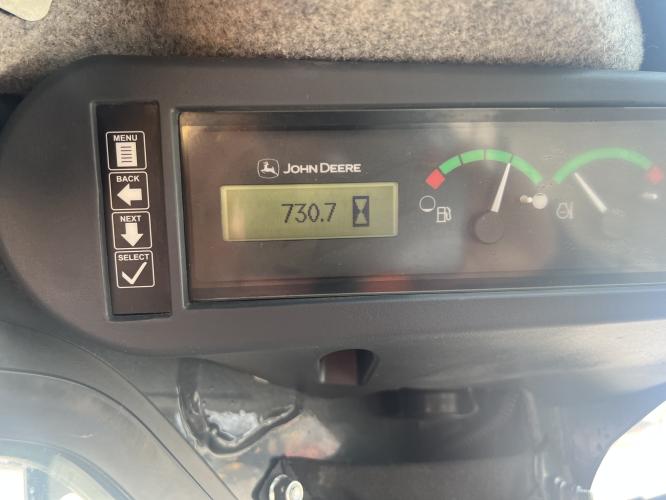 MENU
BACK
NEXT
SELECT
JOHN DEERE
730.7